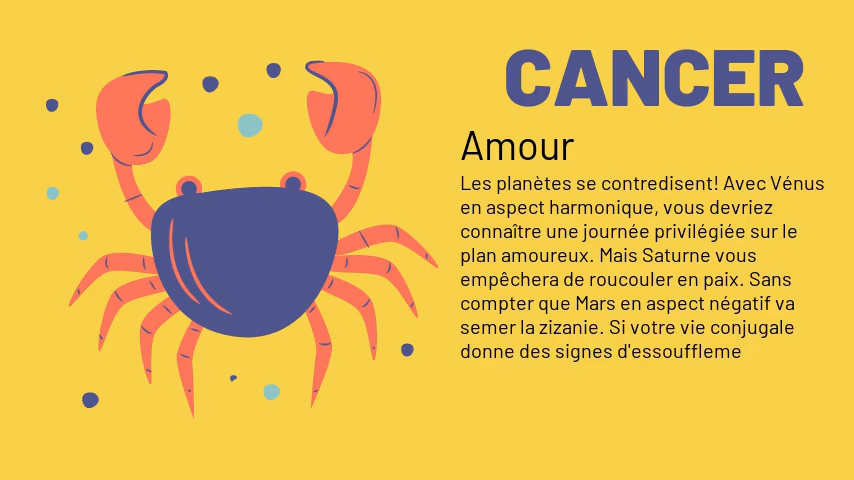 CANCER
Amour
Les planètes se contredisent! Avec Vénus
en aspect harmonique, vous devriez
connaître une journée privilégiée sur le
plan amoureux. Mais Saturne vous
empêchera de roucouler en paix. Sans
compter que Mars en aspect négatif va
semer la zizanie. Si votre vie conjugale
donne des signes d'essouffleme